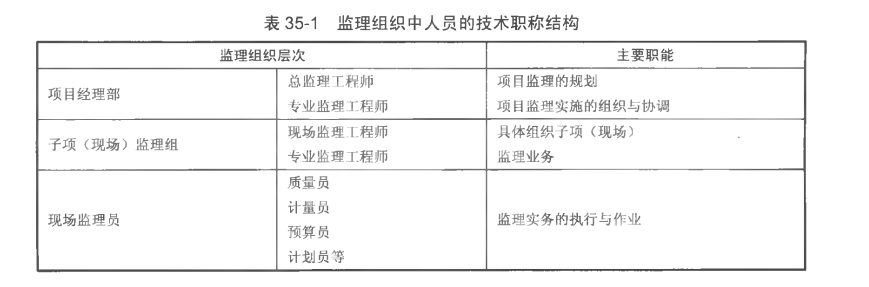 表 35-1 监理组织中人员的技术职称结构
监理组织层次 主要职能
项目经理部 总监理工程师 项目监理的规划
专业监理工程师 项目监理实施的组织与协调
子项（现场）监理组 现场监理工程师 具体组织子项（现场）
专业监理工程师 监理业务
现场监理员 质量员 监理实务的执行与作业
计量员
预算员
计划员等